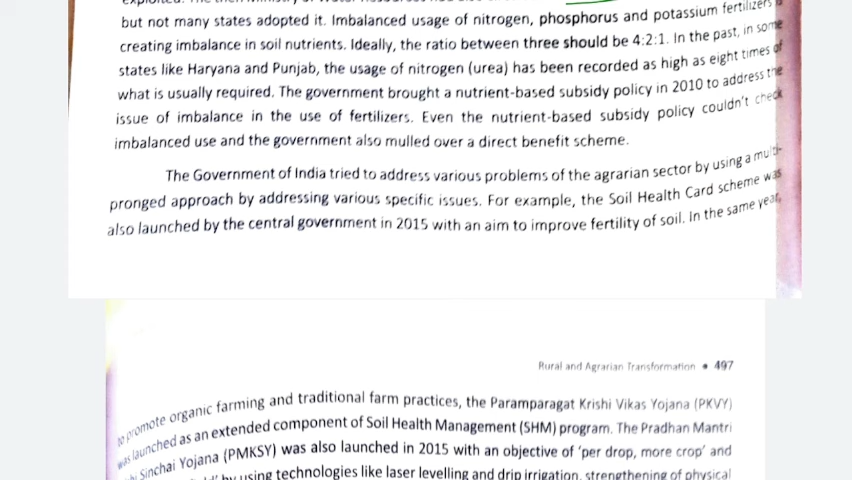 but not many states adopted it. Imbalanced usage of nitrogen, phosphorus and potassium fertilizers is
creating imbalance in soil nutrients. Ideally, the ratio between three should be 4:2:1. In the past, in some
states like Haryana and Punjab, the usage of nitrogen (urea) has been recorded as high as eight times of
what is usually required. The government brought a nutrient-based subsidy policy in 2010 to address the
issue of imbalance in the use of fertilizers. Even the nutrient-based subsidy policy couldn't check
imbalanced use and the government also mulled over a direct benefit scheme.
The Government of India tried to address various problems of the agrarian sector by using a multi-
pronged approach by addressing various specific issues. For example, the Soil Health Card scheme was
also launched by the central government in 2015 with an aim to improve fertility of soil. In the same year,
Rural and Agrarian Transformation • 497
to promote organic farming and traditional farm practices, the Paramparagat Krishi Vikas Yojana (PKVY)
was launched as an extended component of Soil Health Management (SHM) program. The Pradhan Mantri
Sinchai Yojana (PMKSY) was also launched in 2015 with an objective of 'per drop, more crop' and
by using technologies like laser levelling and drip irrigation, strengthening of physical